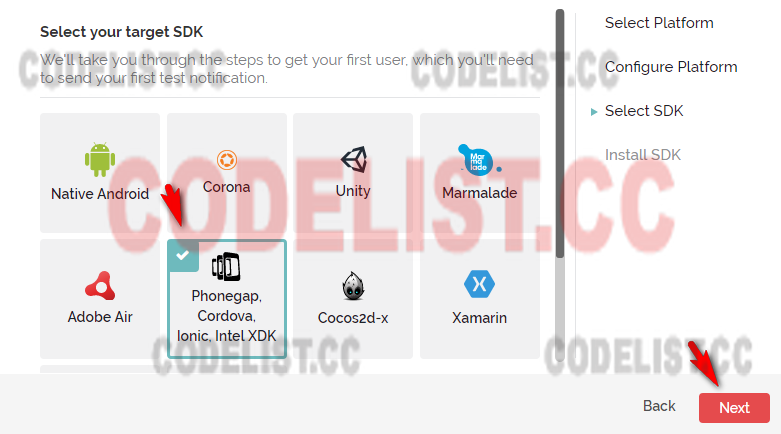 Select your target SDK
We'll take you through the steps to get your first user, which you'll need
to send your first test notification.
CODELIST.CC
CODELIST.CC
Native Android
Corona
Unity
Marmalade
Marmalade
CODELIST.CC
Adobe Air
Phonegap,
Cordova,
Ionic, Intel XDK
Cocos2d-x
Xamarin
CODELIST.CC
CODELIST.CC
Select Platform
Configure Platform
Select SDK
Install SDK
Back
Next